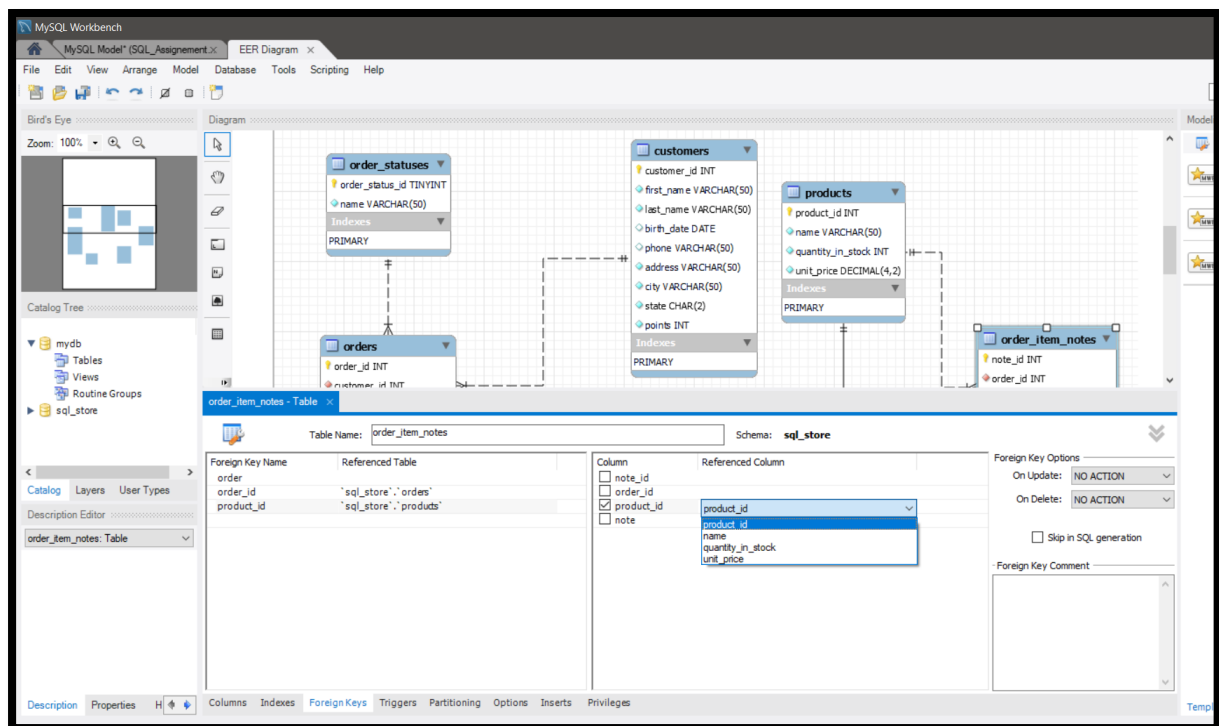 MySQL Workbench
MySQL Model* (SQL_Assignement × EER Diagram ×
File Edit View Arrange Model Database Tools Scripting Help
Bird's Eye
Zoom: 100%
Diagram
order_statuses
order_status_id TINYINT
name VARCHAR(50)
Indexes
PRIMARY
customers
customer_id INT
first_name VARCHAR(50)
last_name VARCHAR(50)
birth_date DATE
phone VARCHAR(50)
address VARCHAR(50)
city VARCHAR(50)
state CHAR(2)
points INT
Indexes
PRIMARY
products
product_id INT
name VARCHAR(50)
quantity_in_stock INT
unit_price DECIMAL(4,2)
Indexes
PRIMARY
orders
order_id INT
customer_id INT
order_item_notes
note_id INT
order_id INT
Catalog Tree
mydb
Tables
Views
Routine Groups
sql_store
Catalog Layers User Types
Description Editor
order_item_notes: Table
Description Properties H
order_item_notes - Table ×
Table Name: order_item_notes Schema: sql_store
Foreign Key Name Referenced Table
order
order_id `sql_store`.`orders`
product_id `sql_store`.`products`
Column Referenced Column
note_id
order_id
product_id product_id
note
product_id
name
quantity_in_stock
unit_price
Foreign Key Options
On Update: NO ACTION
On Delete: NO ACTION
Skip in SQL generation
Foreign Key Comment
Columns Indexes Foreign Keys Triggers Partitioning Options Inserts Privileges
Model
Templ